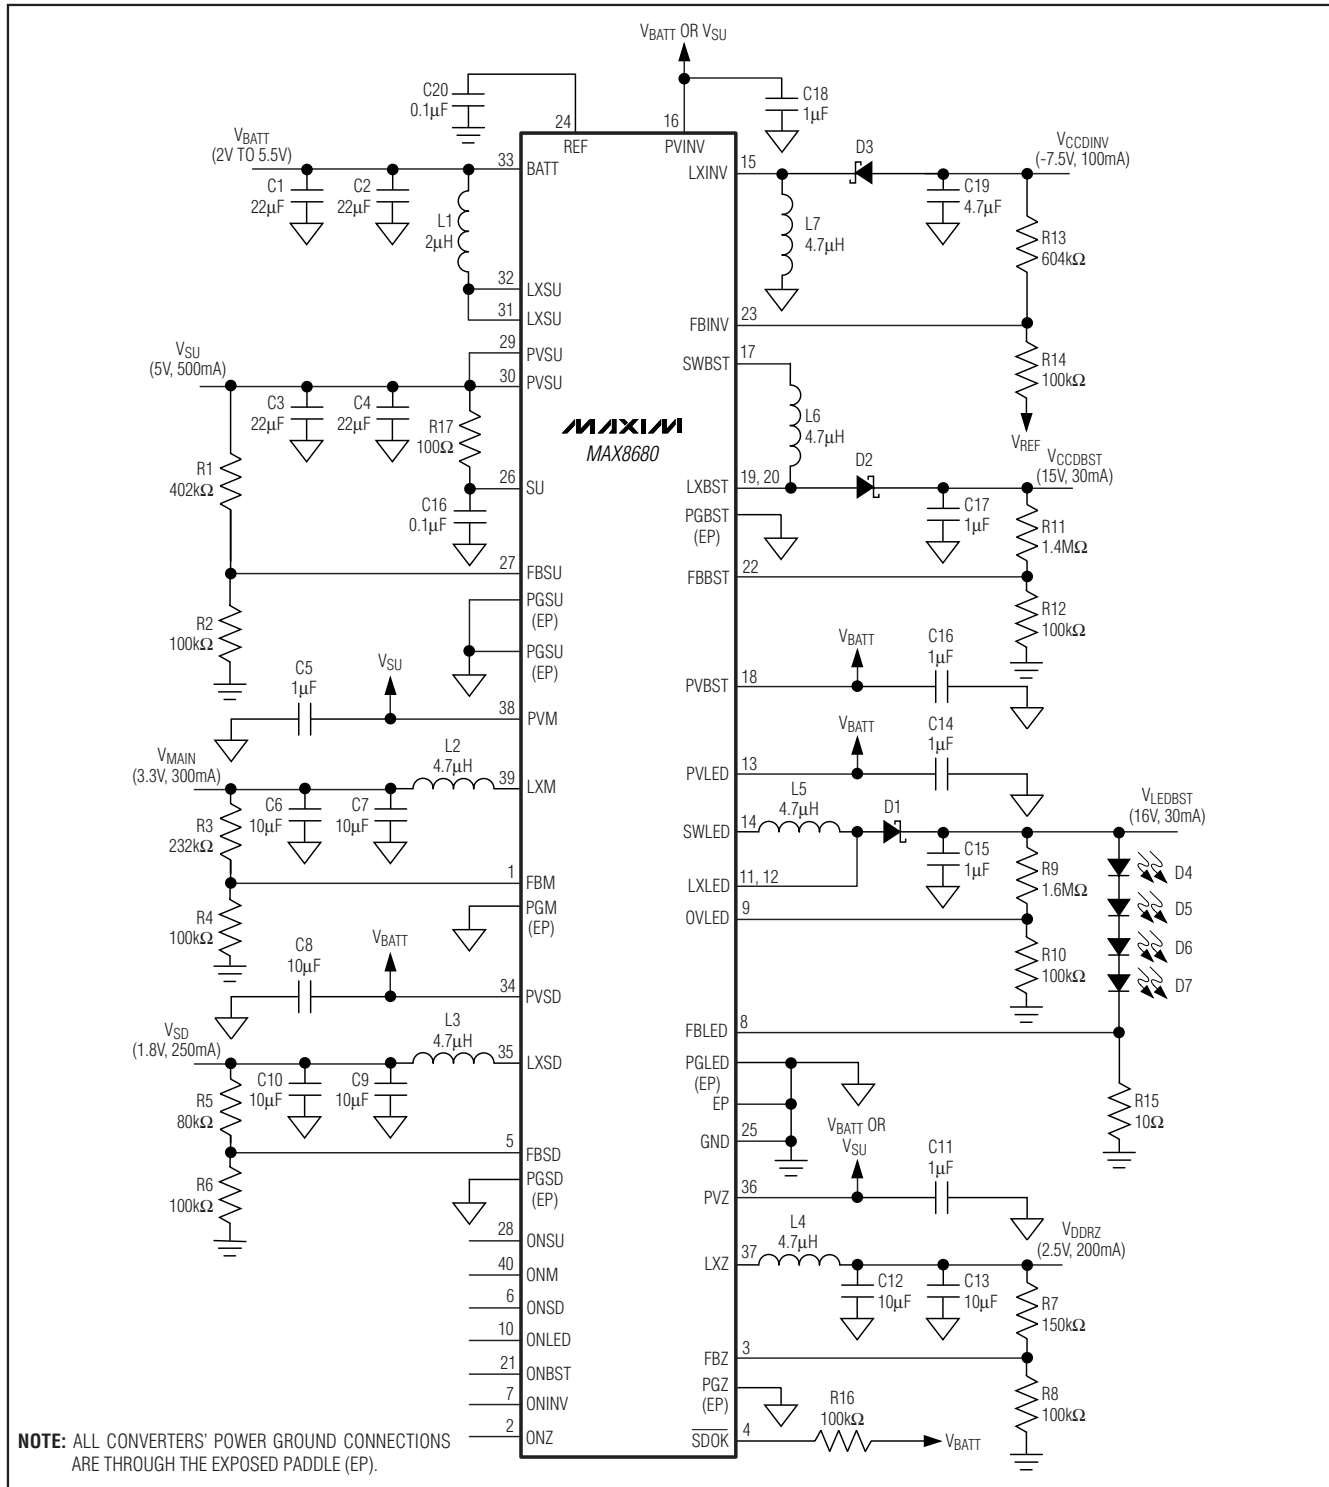 V_BATT OR V_SU
C20
0.1µF
C18
1µF
24
16
REF
PVINV
V_BATT
(2V TO 5.5V)
33
BATT
C1
22µF
C2
22µF
L1
2µH
32
LXSU
31
LXSU
29
PVSU
V_SU
(5V, 500mA)
30
PVSU
C3
22µF
C4
22µF
R17
100Ω
R1
402kΩ
26
SU
C16
0.1µF
27
FBSU
PGSU
(EP)
R2
100kΩ
PGSU
(EP)
C5
1µF
V_SU
38
PVM
V_MAIN
(3.3V, 300mA)
L2
4.7µH
39
LXM
C6
10µF
C7
10µF
R3
232kΩ
1
FBM
PGM
(EP)
R4
100kΩ
C8
10µF
V_BATT
34
PVSD
V_SD
(1.8V, 250mA)
L3
4.7µH
35
LXSD
C10
10µF
C9
10µF
R5
80kΩ
5
FBSD
PGSD
(EP)
R6
100kΩ
28
ONSU
40
ONM
6
ONSD
10
ONLED
21
ONBST
7
ONINV
2
ONZ
MAXIM
MAX8680
LXINV
15
D3
V_CCDINV
(-7.5V, 100mA)
C19
4.7µF
L7
4.7µH
R13
604kΩ
FBINV
23
SWBST
17
R14
100kΩ
V_REF
L6
4.7µH
LXBST
19, 20
D2
V_CCDBST
(15V, 30mA)
PGBST
(EP)
C17
1µF
R11
1.4MΩ
FBBST
22
R12
100kΩ
V_BATT
C16
1µF
PVBST
18
V_BATT
C14
1µF
PVLED
13
L5
4.7µH
D1
V_LEDBST
(16V, 30mA)
SWLED
14
C15
1µF
R9
1.6MΩ
D4
LXLED
11, 12
D5
OVLED
9
R10
100kΩ
D6
D7
FBLED
8
PGLED
(EP)
EP
R15
10Ω
GND
25
V_BATT OR
V_SU
C11
1µF
PVZ
36
L4
4.7µH
V_DDRZ
(2.5V, 200mA)
LXZ
37
C12
10µF
C13
10µF
R7
150kΩ
FBZ
3
PGZ
(EP)
R8
100kΩ
R16
100kΩ
SDOK
4
V_BATT
NOTE: ALL CONVERTERS' POWER GROUND CONNECTIONS
ARE THROUGH THE EXPOSED PADDLE (EP).